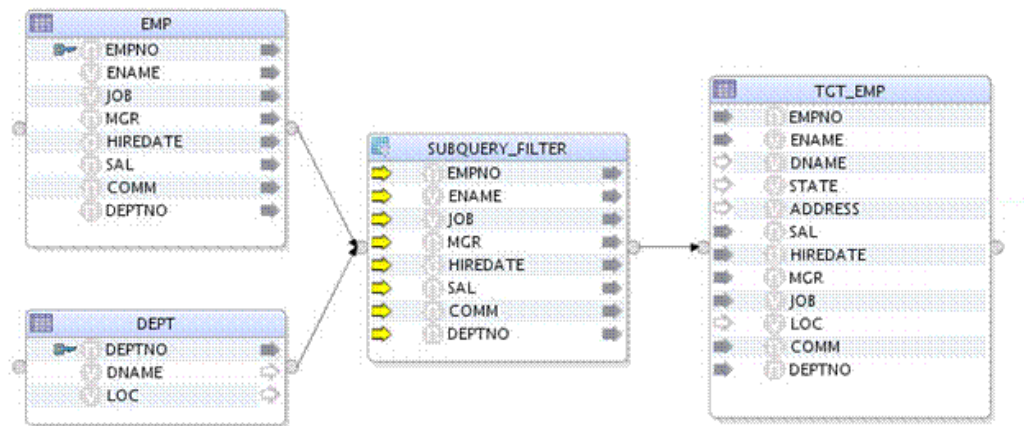 EMP
EMPNO
ENAME
JOB
MGR
HIREDATE
SAL
COMM
DEPTNO
DEPT
DEPTNO
DNAME
LOC
SUBQUERY_FILTER
EMPNO
ENAME
JOB
MGR
HIREDATE
SAL
COMM
DEPTNO
TGT_EMP
EMPNO
ENAME
DNAME
STATE
ADDRESS
SAL
HIREDATE
MGR
JOB
LOC
COMM
DEPTNO